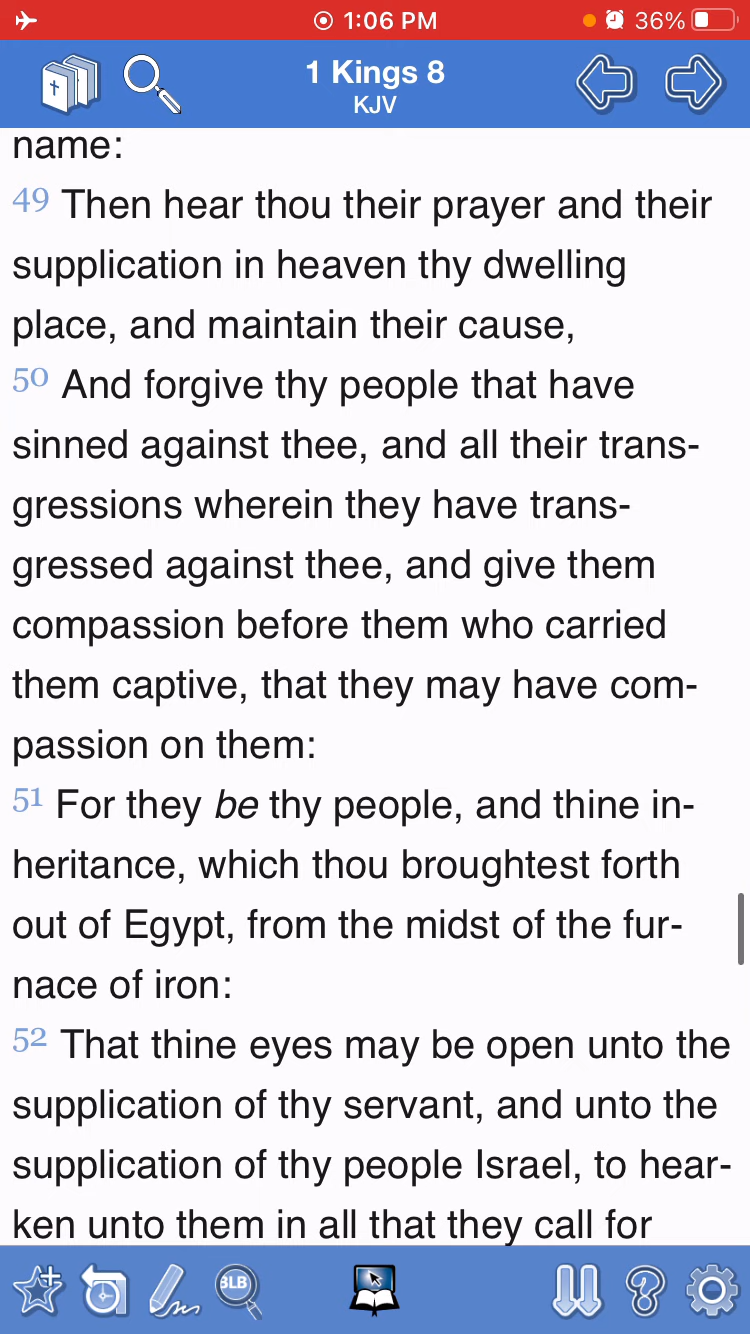 1:06 PM
36%
1 Kings 8
KJV
name:
49 Then hear thou their prayer and their
supplication in heaven thy dwelling
place, and maintain their cause,
50 And forgive thy people that have
sinned against thee, and all their trans-
gressions wherein they have trans-
gressed against thee, and give them
compassion before them who carried
them captive, that they may have com-
passion on them:
51 For they be thy people, and thine in-
heritance, which thou broughtest forth
out of Egypt, from the midst of the fur-
nace of iron:
52 That thine eyes may be open unto the
supplication of thy servant, and unto the
supplication of thy people Israel, to hear-
ken unto them in all that they call for
BLB